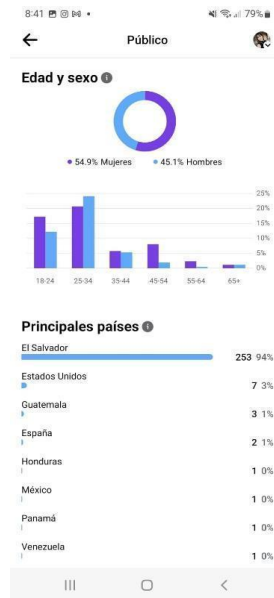 8:41 79%
Público
Edad y sexo
54.9% Mujeres 45.1% Hombres
25%
20%
15%
10%
5%
0%
18-24 25-34 35-44 45-54 55-64 65+
Principales países
El Salvador
253 94%
Estados Unidos
7 3%
Guatemala
3 1%
España
2 1%
Honduras
1 0%
México
1 0%
Panamá
1 0%
Venezuela
1 0%